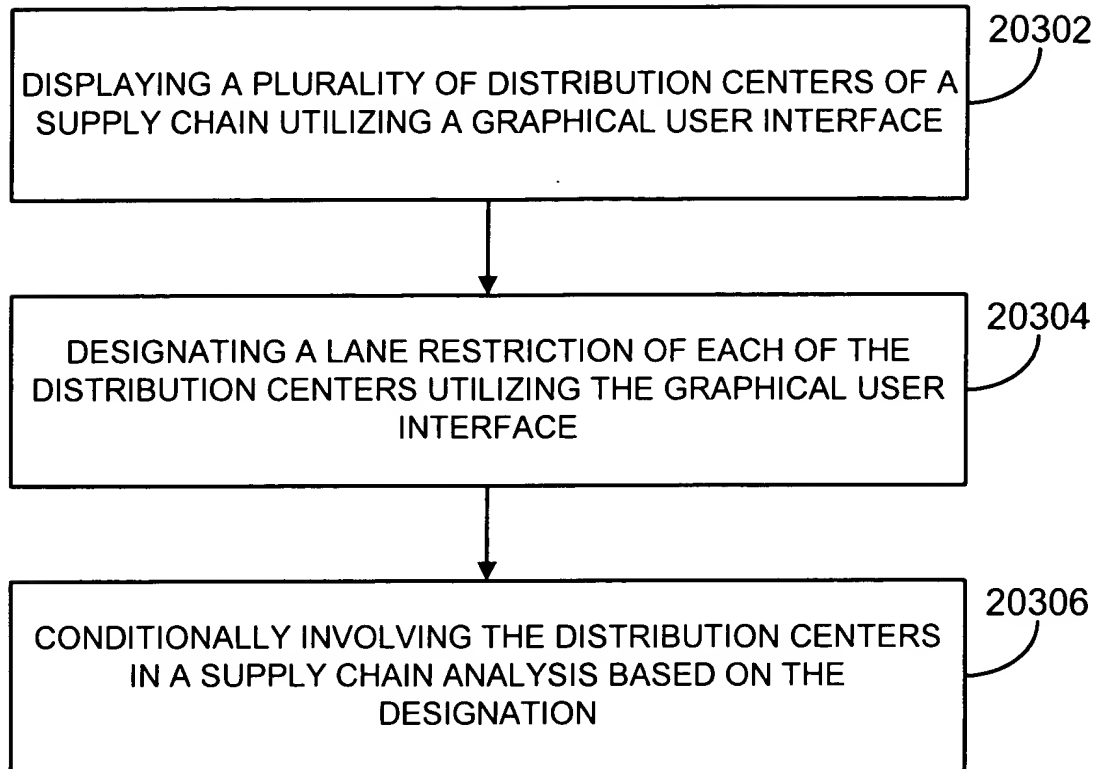 20302
DISPLAYING A PLURALITY OF DISTRIBUTION CENTERS OF A
SUPPLY CHAIN UTILIZING A GRAPHICAL USER INTERFACE
20304
DESIGNATING A LANE RESTRICTION OF EACH OF THE
DISTRIBUTION CENTERS UTILIZING THE GRAPHICAL USER
INTERFACE
20306
CONDITIONALLY INVOLVING THE DISTRIBUTION CENTERS
IN A SUPPLY CHAIN ANALYSIS BASED ON THE
DESIGNATION